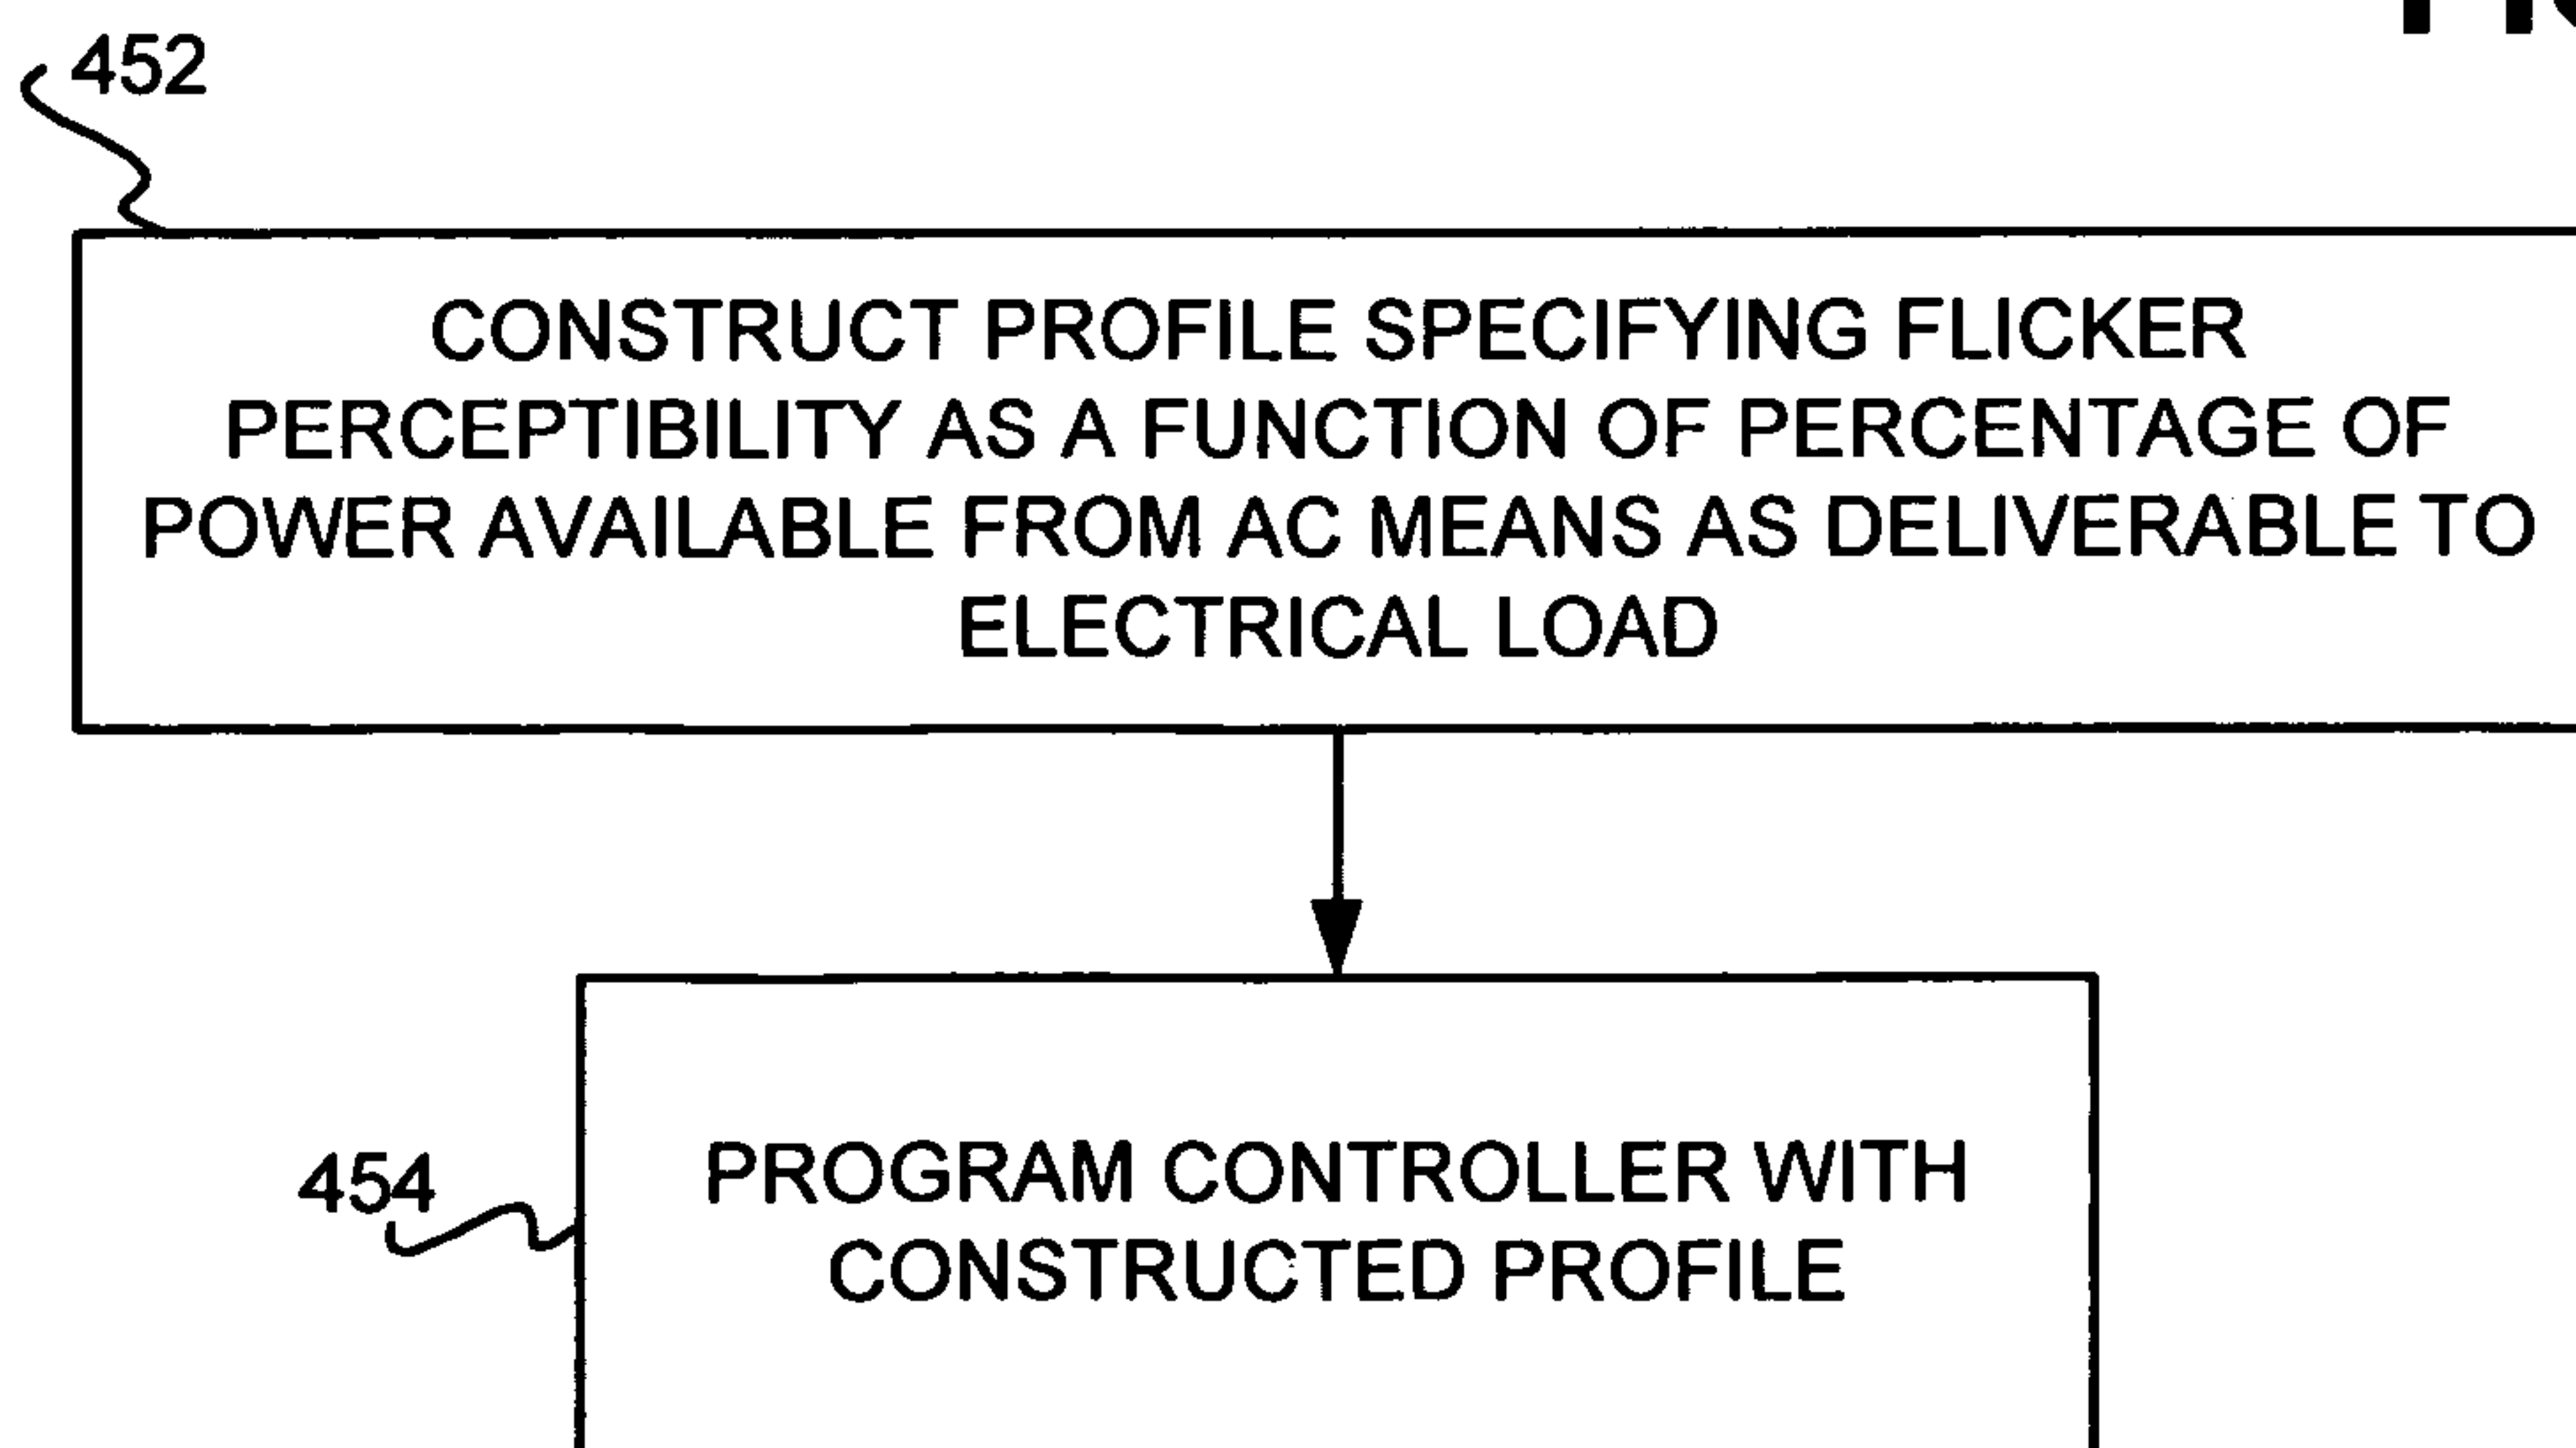 452
CONSTRUCT PROFILE SPECIFYING FLICKER
PERCEPTIBILITY AS A FUNCTION OF PERCENTAGE OF
POWER AVAILABLE FROM AC MEANS AS DELIVERABLE TO
ELECTRICAL LOAD
454
PROGRAM CONTROLLER WITH
CONSTRUCTED PROFILE